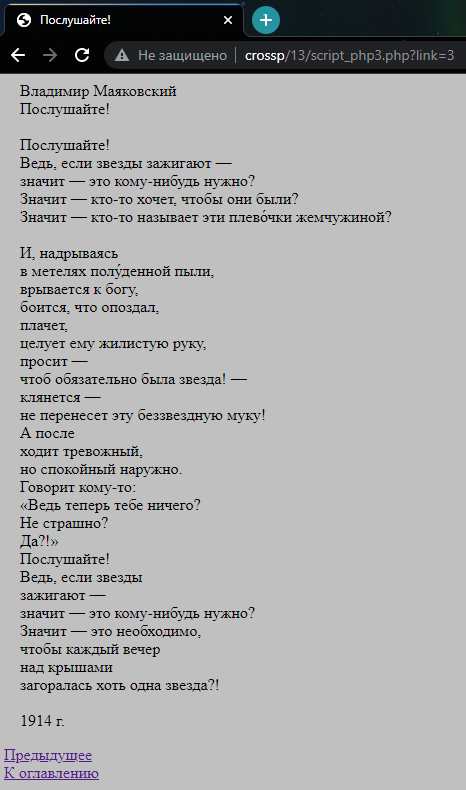 Послушайте!
Не защищено
crossp/13/script_php3.php?link=3
Владимир Маяковский
Послушайте!
Послушайте!
Ведь, если звезды зажигают —
значит — это кому-нибудь нужно?
Значит — кто-то хочет, чтобы они были?
Значит — кто-то называет эти плево́чки жемчужиной?
И, надрываясь
в метелях полу́денной пыли,
врывается к богу,
боится, что опоздал,
плачет,
целует ему жилистую руку,
просит —
чтоб обязательно была звезда! —
клянется —
не перенесет эту беззвездную муку!
А после
ходит тревожный,
но спокойный наружно.
Говорит кому-то:
«Ведь теперь тебе ничего?
Не страшно?
Да?!»
Послушайте!
Ведь, если звезды
зажигают —
значит — это кому-нибудь нужно?
Значит — это необходимо,
чтобы каждый вечер
над крышами
загоралась хоть одна звезда?!
1914 г.
Предыдущее
К оглавлению